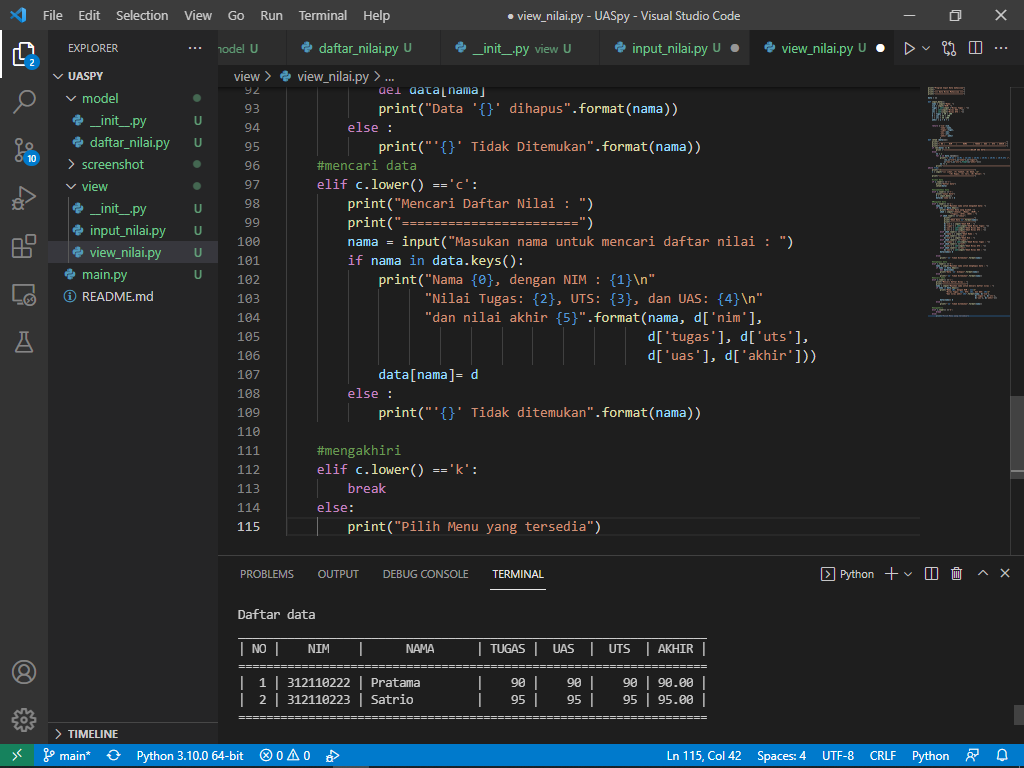 File Edit Selection View Go Run Terminal Help ● view_nilai.py - UASpy - Visual Studio Code
EXPLORER ···
nodel U daftar_nilai.py U __init__.py view U input_nilai.py U ● view_nilai.py U ●
UASPY
model
__init__.py U
daftar_nilai.py U
screenshot
view
__init__.py U
input_nilai.py U
view_nilai.py U
main.py U
README.md
TIMELINE
2
10
view > view_nilai.py > ...
92 del data[nama]
93 print("Data '{}' dihapus".format(nama))
94 else :
95 print("'{}' Tidak Ditemukan".format(nama))
96 #mencari data
97 elif c.lower() =='c':
98 print("Mencari Daftar Nilai : ")
99 print("=======================")
100 nama = input("Masukan nama untuk mencari daftar nilai : ")
101 if nama in data.keys():
102 print("Nama {0}, dengan NIM : {1}\n"
103 "Nilai Tugas: {2}, UTS: {3}, dan UAS: {4}\n"
104 "dan nilai akhir {5}".format(nama, d['nim'],
105 d['tugas'], d['uts'],
106 d['uas'], d['akhir']))
107 data[nama]= d
108 else :
109 print("'{}' Tidak ditemukan".format(nama))
110
111 #mengakhiri
112 elif c.lower() =='k':
113 break
114 else:
115 print("Pilih Menu yang tersedia")
PROBLEMS OUTPUT DEBUG CONSOLE TERMINAL Python
Daftar data
| NO | NIM | NAMA | TUGAS | UAS | UTS | AKHIR |
| 1 | 312110222 | Pratama | 90 | 90 | 90 | 90.00 |
| 2 | 312110223 | Satrio | 95 | 95 | 95 | 95.00 |
main* Python 3.10.0 64-bit 0 0 Ln 115, Col 42 Spaces: 4 UTF-8 CRLF Python